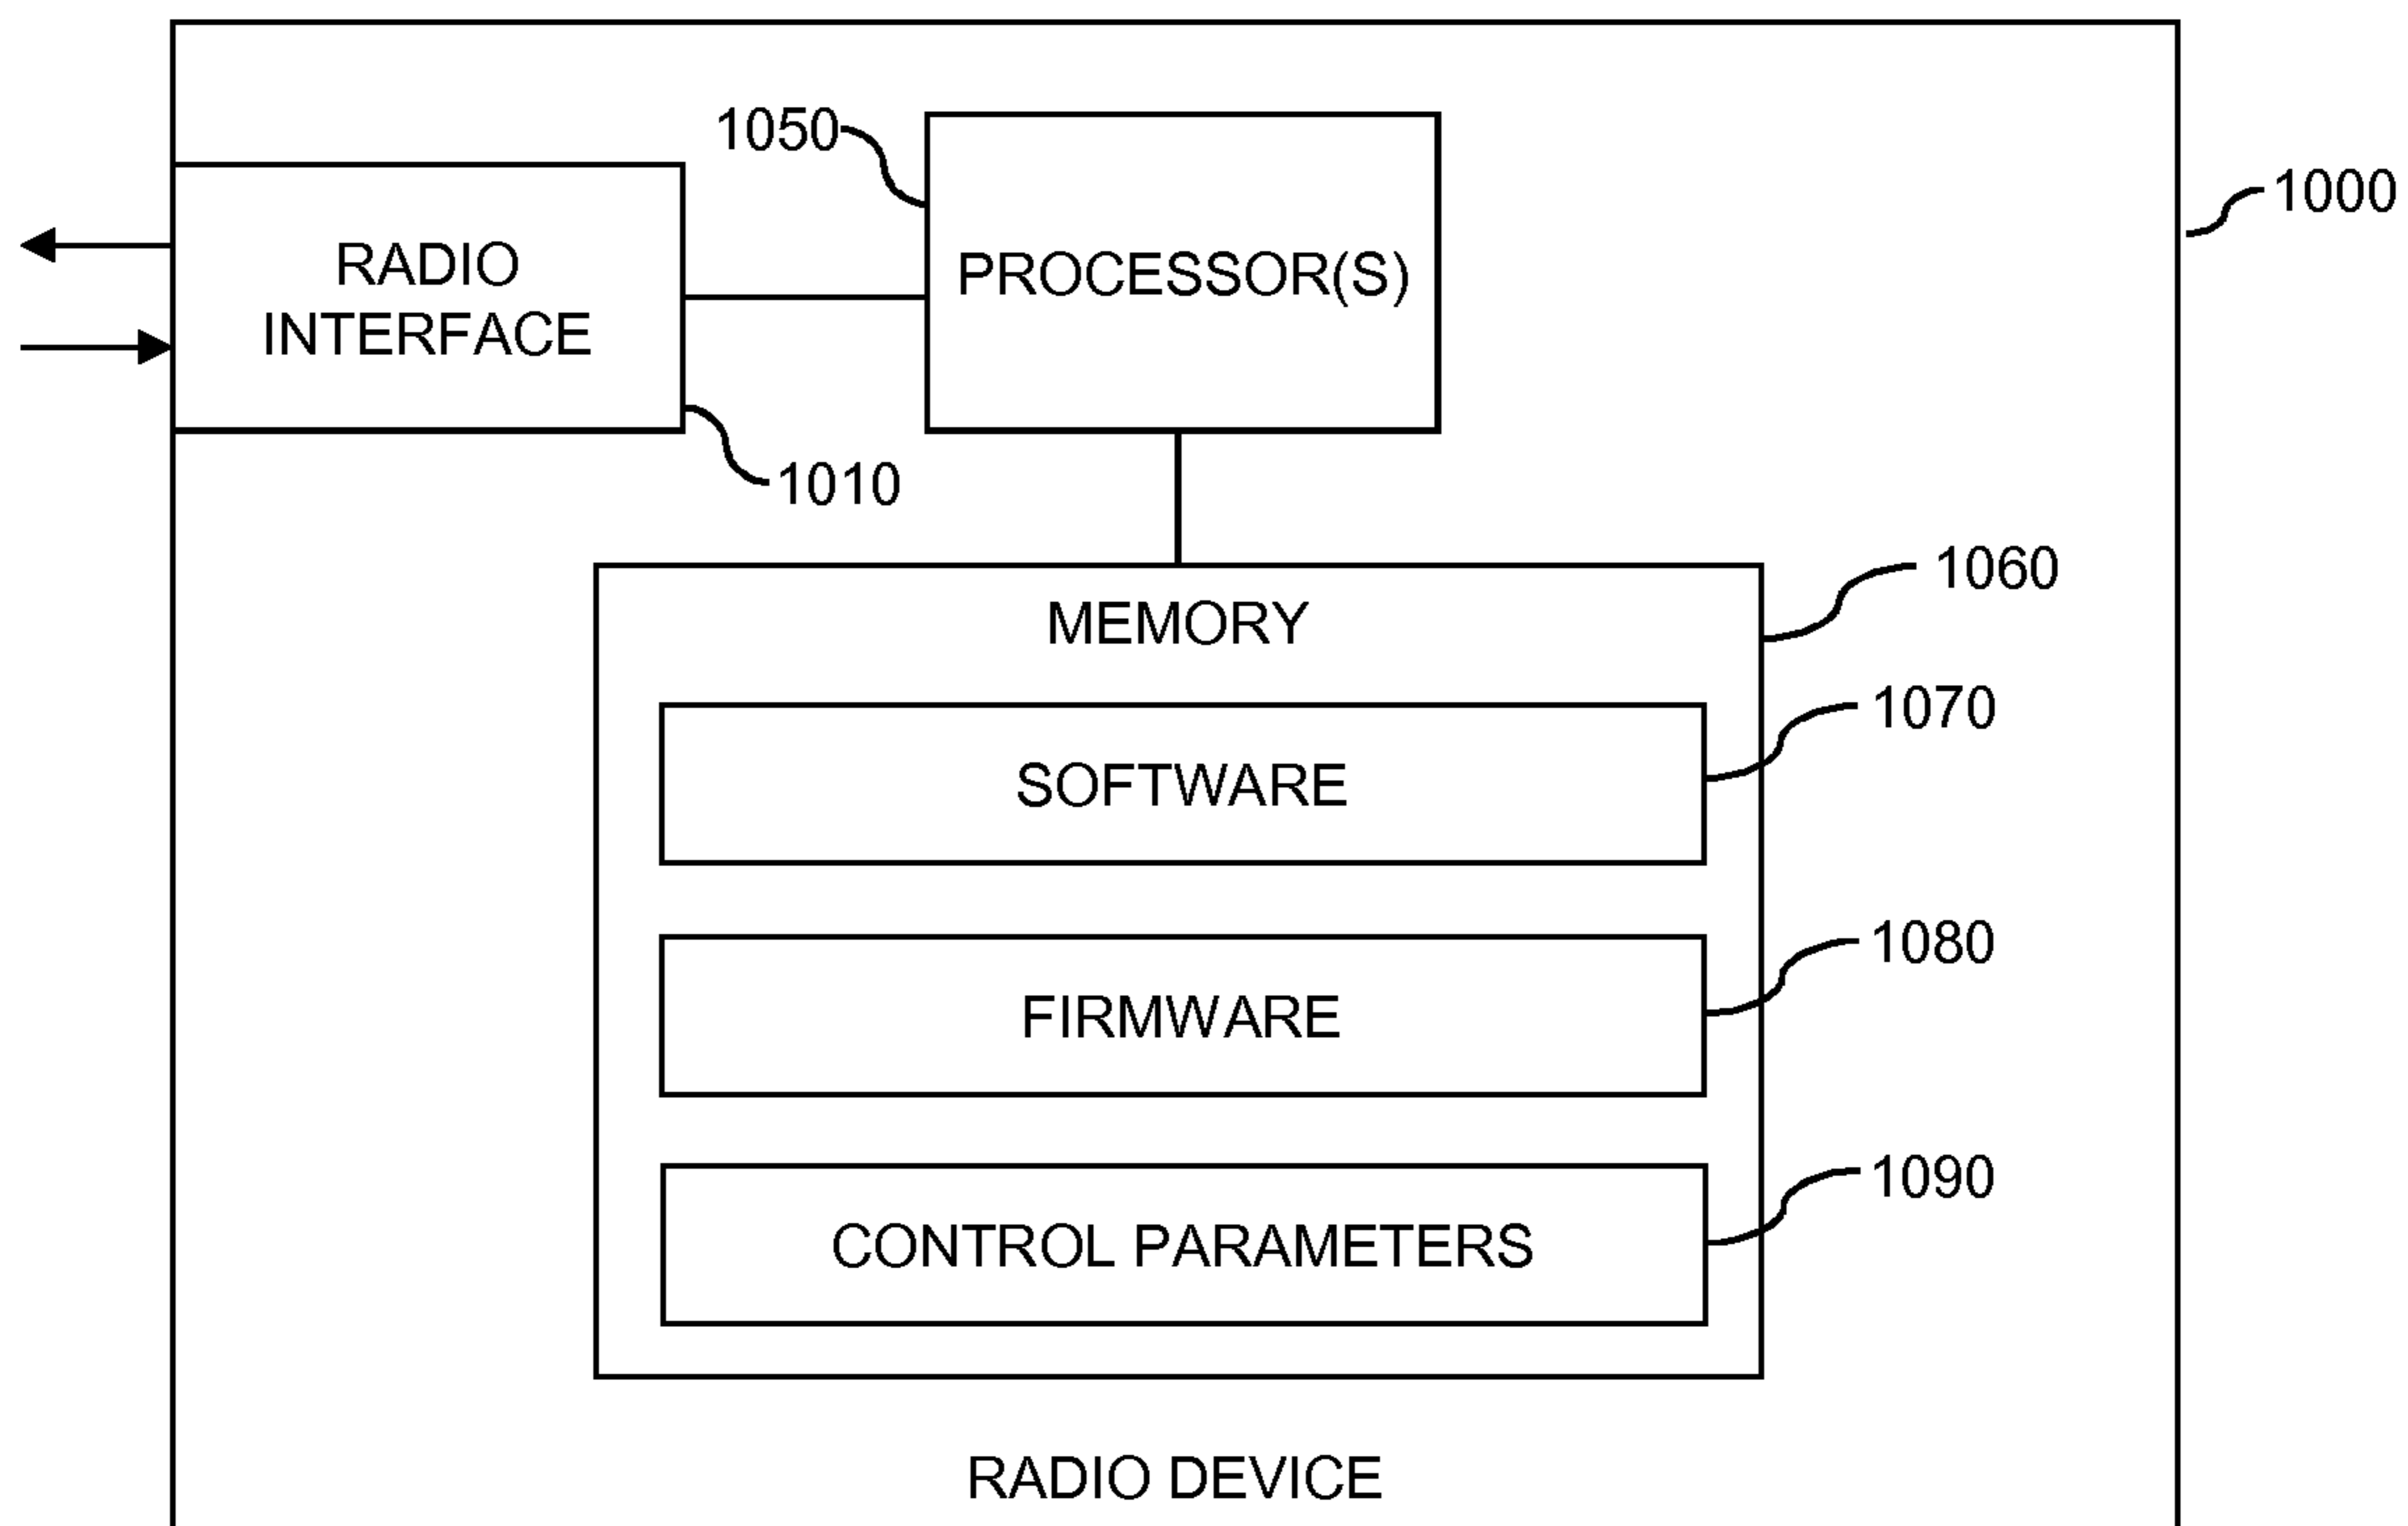 1050
1000
RADIO
INTERFACE
PROCESSOR(S)
1010
1060
MEMORY
1070
SOFTWARE
1080
FIRMWARE
1090
CONTROL PARAMETERS
RADIO DEVICE